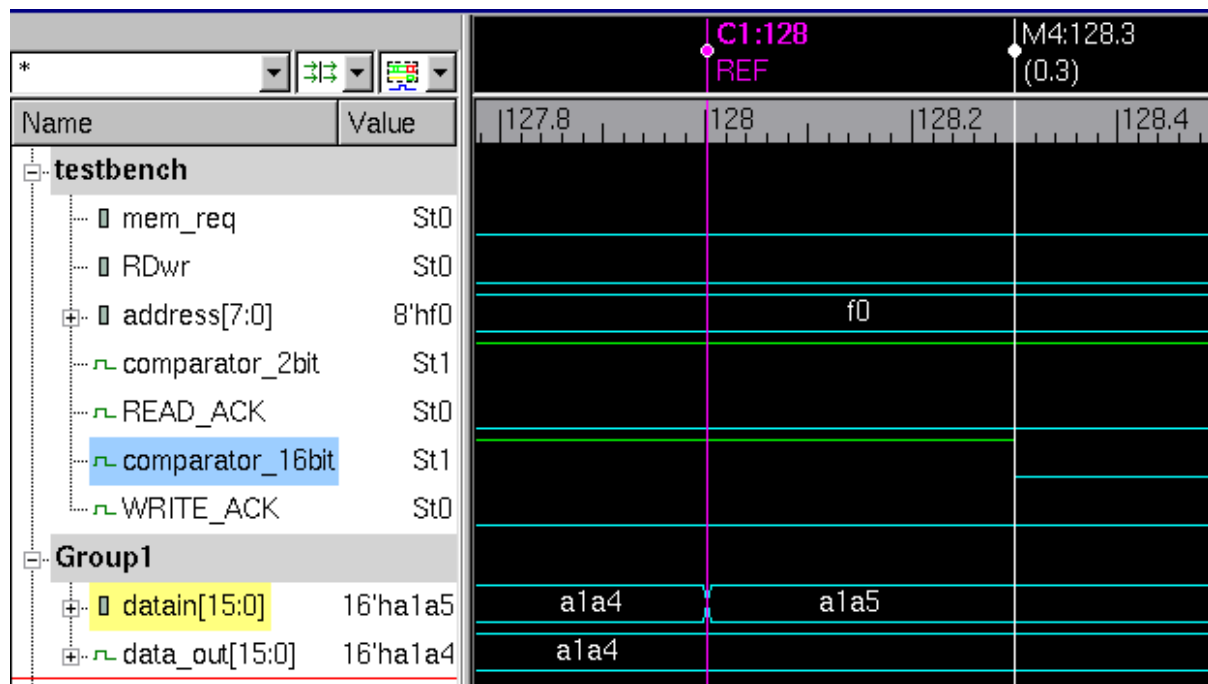 C1:128 M4:128.3
* REF (0.3)
Name Value 127.8 128 128.2 128.4
testbench
mem_req St0
RDwr St0
address[7:0] 8'hf0 f0
comparator_2bit St1
READ_ACK St0
comparator_16bit St1
WRITE_ACK St0
Group1
datain[15:0] 16'ha1a5 a1a4 a1a5
data_out[15:0] 16'ha1a4 a1a4